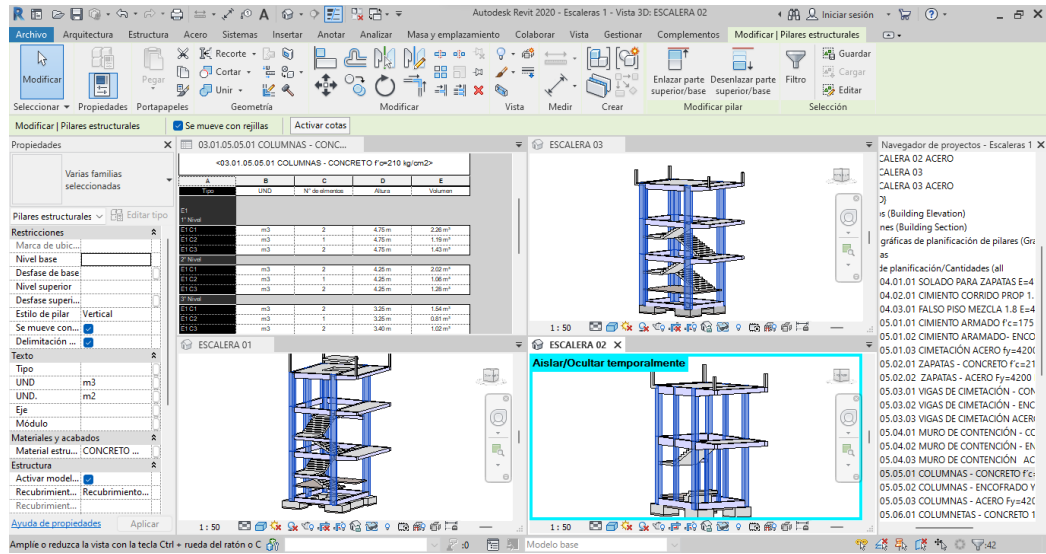 Autodesk Revit 2020 - Escaleras 1 - Vista 3D: ESCALERA 02
Iniciar sesión
Archivo Arquitectura Estructura Acero Sistemas Insertar Anotar Analizar Masa y emplazamiento Colaborar Vista Gestionar Complementos Modificar | Pilares estructurales
Modificar
Pegar
Recorte
Cortar
Unir
Enlazar parte superior/base
Desenlazar parte superior/base
Filtro
Guardar
Cargar
Editar
Seleccionar Propiedades Portapapeles Geometría Modificar Vista Medir Crear Modificar pilar Selección
Modificar | Pilares estructurales Se mueve con rejillas Activar cotas
Propiedades
Varias familias seleccionadas
Pilares estructurales Editar tipo
Restricciones
Marca de ubic...
Nivel base
Desfase de base
Nivel superior
Desfase superi...
Estilo de pilar Vertical
Se mueve con...
Delimitación ...
Texto
Tipo
UND m3
UND. m2
Eje
Módulo
Materiales y acabados
Material estru... CONCRETO ...
Estructura
Activar model...
Recubrimient... Recubrimiento...
Recubrimient...
Ayuda de propiedades Aplicar
03.01.05.05.01 COLUMNAS - CONC...
<03.01.05.05.01 COLUMNAS - CONCRETO f'c=210 kg/cm2>
A B C D E
Tipo UND N° de elmentos Altura Volumen
E1
1° Nivel
E1 C1 m3 2 4.75 m 2.26 m³
E1 C2 m3 1 4.75 m 1.19 m³
E1 C3 m3 2 4.75 m 1.43 m³
2° Nivel
E1 C1 m3 2 4.25 m 2.02 m³
E1 C2 m3 1 4.25 m 1.06 m³
E1 C3 m3 2 4.25 m 1.28 m³
3° Nivel
E1 C1 m3 2 3.25 m 1.54 m³
E1 C2 m3 1 3.25 m 0.81 m³
E1 C3 m3 2 3.40 m 1.02 m³
ESCALERA 03
1 : 50
ESCALERA 01
1 : 50
ESCALERA 02
Aislar/Ocultar temporalmente
1 : 50
Navegador de proyectos - Escaleras 1
CALERA 02 ACERO
CALERA 03
CALERA 03 ACERO
D}
is (Building Elevation)
nes (Building Section)
gráficas de planificación de pilares (Gra
as
de planificación/Cantidades (all
04.01.01 SOLADO PARA ZAPATAS E=4
04.02.01 CIMIENTO CORRIDO PROP 1.
04.03.01 FALSO PISO MEZCLA 1.8 E=4
05.01.01 CIMIENTO ARMADO f'c=175
05.01.02 CIMIENTO ARAMADO- ENCO
05.01.03 CIMETACIÓN ACERO fy=4200
05.02.01 ZAPATAS - CONCRETO f'c=21
05.02.02 ZAPATAS - ACERO Fy=4200
05.03.01 VIGAS DE CIMETACIÓN - CON
05.03.02 VIGAS DE CIMETACIÓN - ENC
05.03.03 VIGAS DE CIMETACIÓN ACER
05.04.01 MURO DE CONTENCIÓN - CC
05.04.02 MURO DE CONTENCIÓN - EN
05.04.03 MURO DE CONTENCIÓN AC
05.05.01 COLUMNAS - CONCRETO f'c=
05.05.02 COLUMNAS - ENCOFRADO Y
05.05.03 COLUMNAS - ACERO Fy=420
05.06.01 COLUMNETAS - CONCRETO 1
Amplíe o reduzca la vista con la tecla Ctrl + rueda del ratón o C
:0
Modelo base
:42